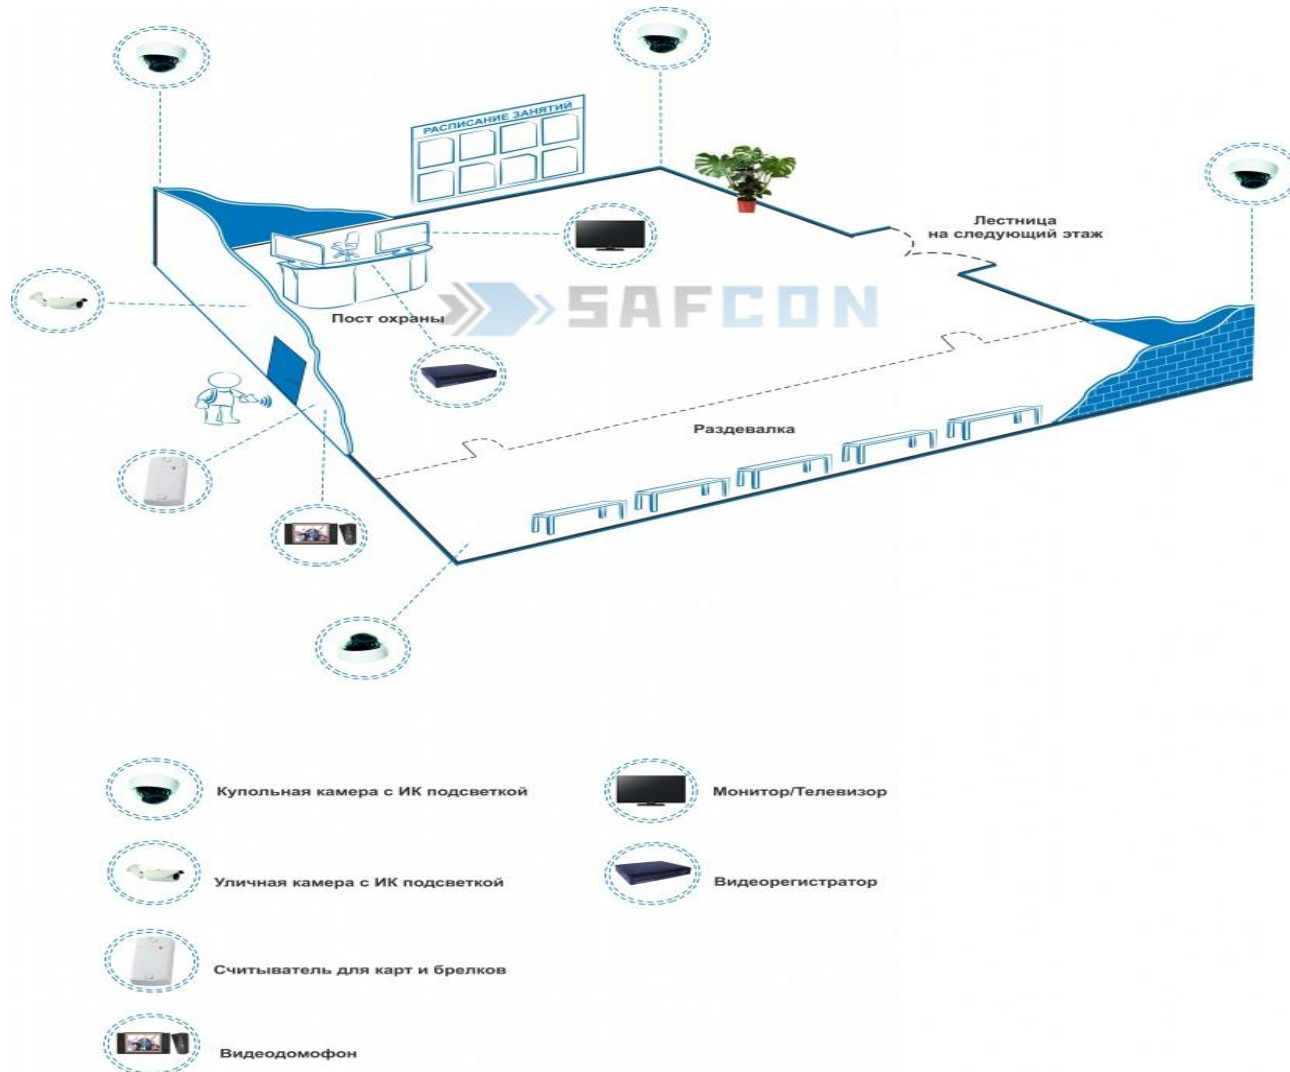 РАСПИСАНИЕ ЗАНЯТИЙ
Лестница
на следующий этаж
SAFCON
Пост охраны
Раздевалка
Купольная камера с ИК подсветкой
Монитор/Телевизор
Уличная камера с ИК подсветкой
Видеорегистратор
Считыватель для карт и брелков
Видеодомофон